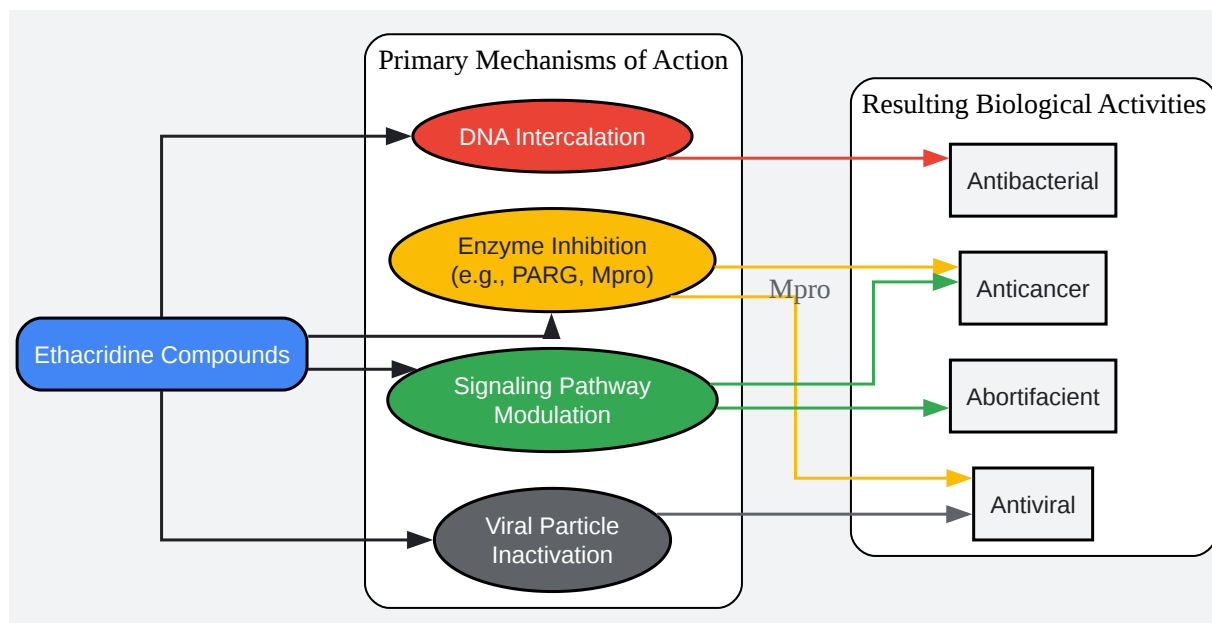 Primary Mechanisms of Action
DNA Intercalation
Enzyme Inhibition
(e.g., PARG, Mpro)
Ethacridine Compounds
Signaling Pathway
Modulation
Viral Particle
Inactivation
Mpro
Resulting Biological Activities
Antibacterial
Anticancer
Abortifacient
Antiviral